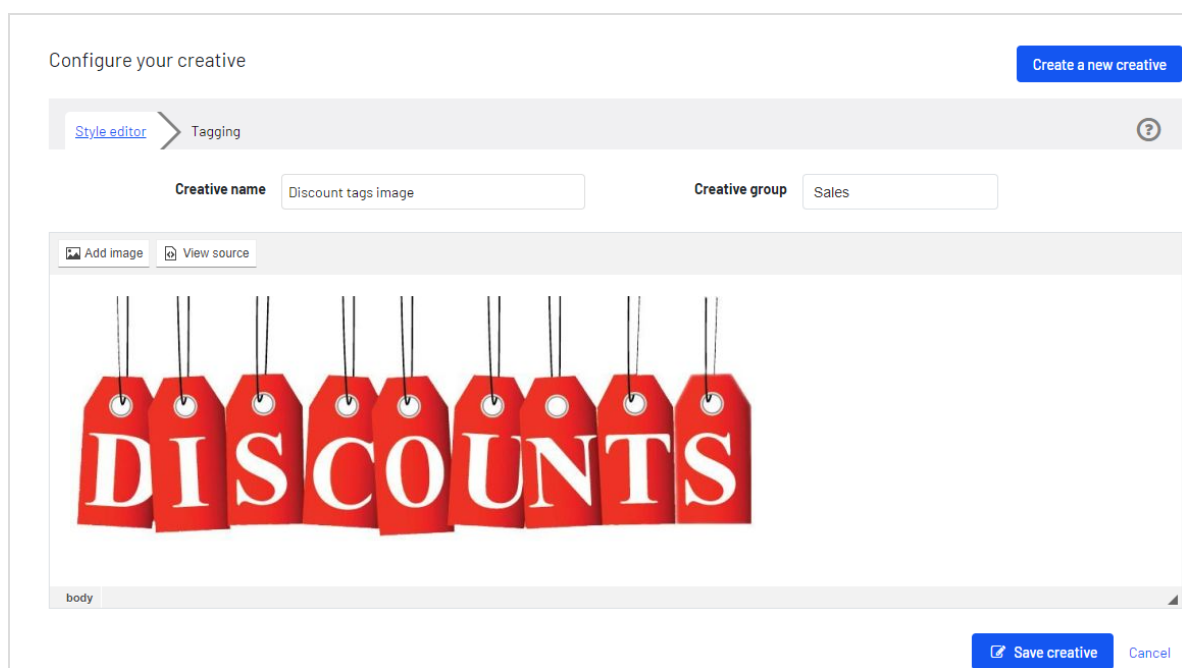 Configure your creative
Create a new creative
Style editor
Tagging
?
Creative name
Discount tags image
Creative group
Sales
Add image
View source
DISCOUNTS
body
Save creative
Cancel